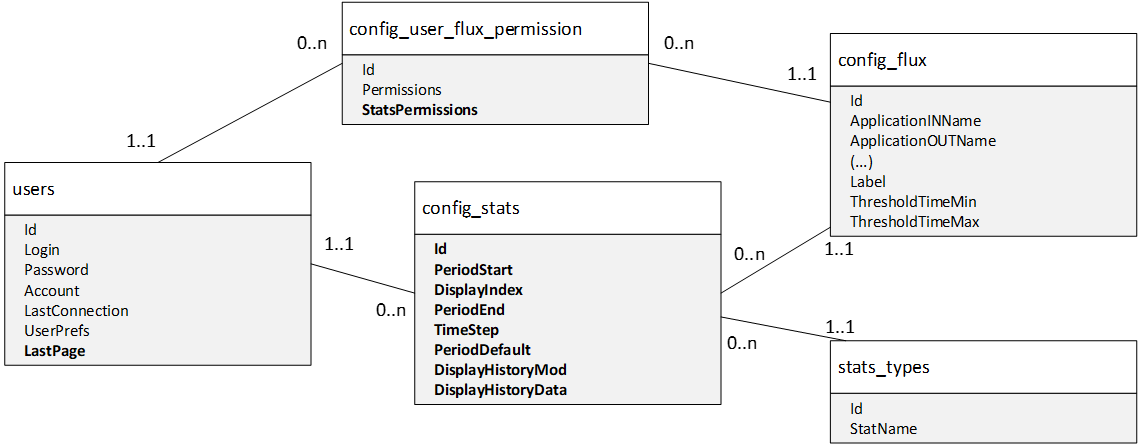 config_user_flux_permission
Id
Permissions
StatsPermissions
0..n
0..n
1..1
1..1
config_flux
Id
ApplicationINName
ApplicationOUTName
(...)
Label
ThresholdTimeMin
ThresholdTimeMax
users
Id
Login
Password
Account
LastConnection
UserPrefs
LastPage
1..1
0..n
config_stats
Id
PeriodStart
DisplayIndex
PeriodEnd
TimeStep
PeriodDefault
DisplayHistoryMod
DisplayHistoryData
0..n
1..1
0..n
1..1
stats_types
Id
StatName